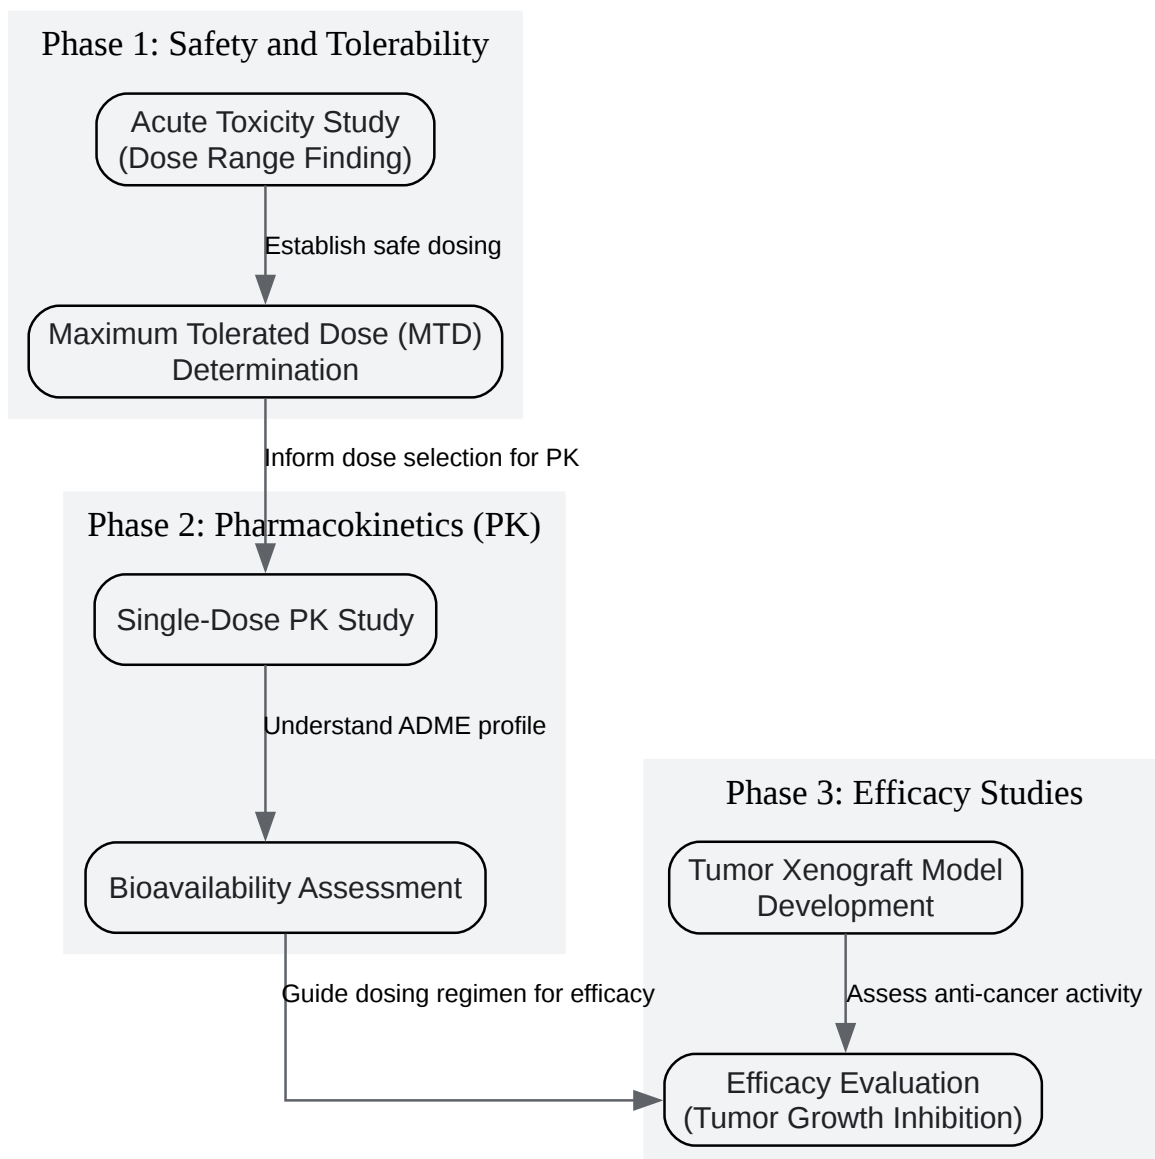 Phase 1: Safety and Tolerability
Acute Toxicity Study
(Dose Range Finding)
Establish safe dosing
Maximum Tolerated Dose (MTD)
Determination
Inform dose selection for PK
Phase 2: Pharmacokinetics (PK)
Single-Dose PK Study
Understand ADME profile
Bioavailability Assessment
Guide dosing regimen for efficacy
Phase 3: Efficacy Studies
Tumor Xenograft Model
Development
Assess anti-cancer activity
Efficacy Evaluation
(Tumor Growth Inhibition)